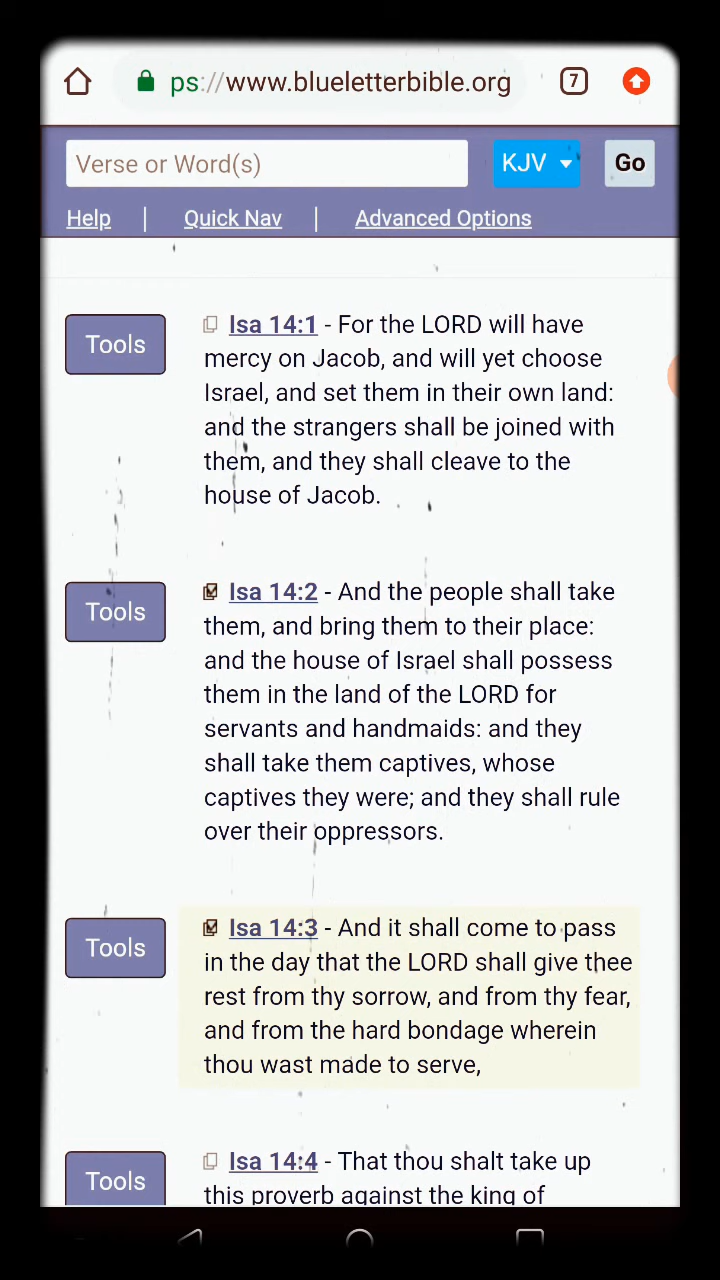 ps://www.blueletterbible.org
7
Verse or Word(s)
KJV
Go
Help | Quick Nav | Advanced Options
Tools
Isa 14:1 - For the LORD will have
mercy on Jacob, and will yet choose
Israel, and set them in their own land:
and the strangers shall be joined with
them, and they shall cleave to the
house of Jacob.
Tools
Isa 14:2 - And the people shall take
them, and bring them to their place:
and the house of Israel shall possess
them in the land of the LORD for
servants and handmaids: and they
shall take them captives, whose
captives they were; and they shall rule
over their oppressors.
Tools
Isa 14:3 - And it shall come to pass
in the day that the LORD shall give thee
rest from thy sorrow, and from thy fear,
and from the hard bondage wherein
thou wast made to serve,
Tools
Isa 14:4 - That thou shalt take up
this proverb against the king of